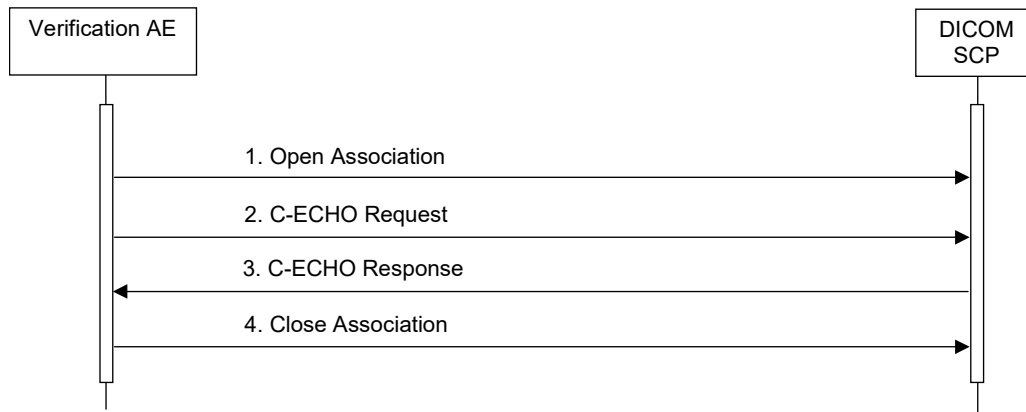 Verification AE
DICOM
SCP
1. Open Association
2. C-ECHO Request
3. C-ECHO Response
4. Close Association